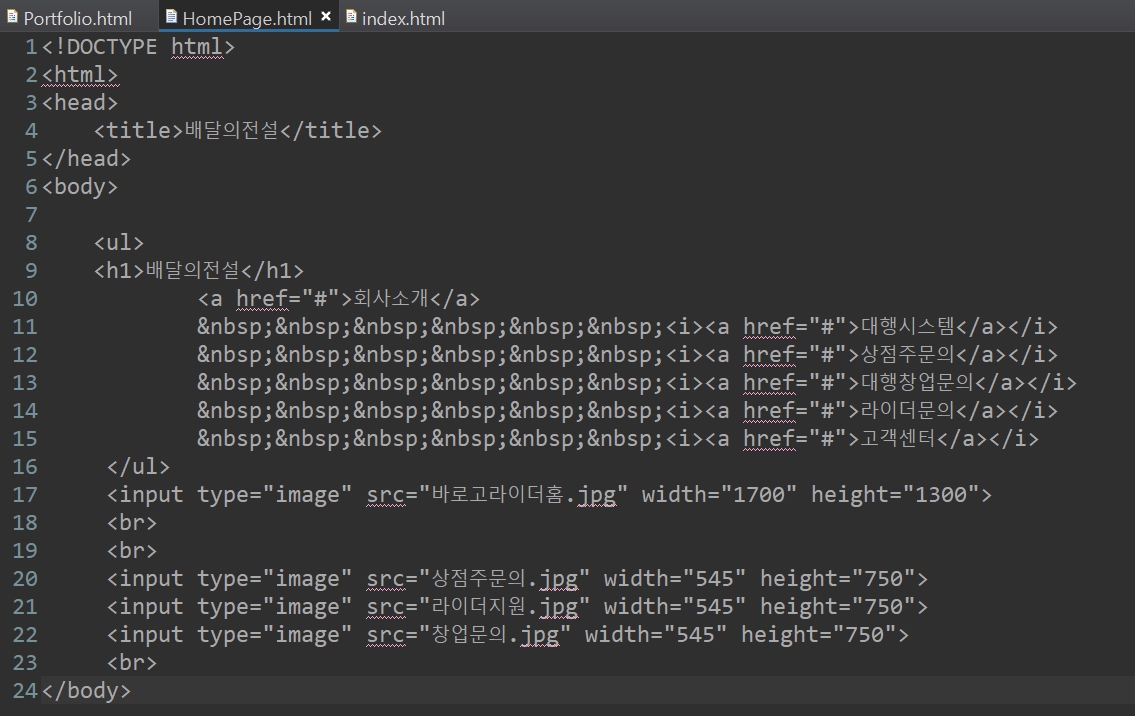 Portfolio.html HomePage.html × index.html
1 <!DOCTYPE html>
2 <html>
3 <head>
4     <title>배달의전설</title>
5 </head>
6 <body>
7
8     <ul>
9     <h1>배달의전설</h1>
10             <a href="#">회사소개</a>
11             &nbsp;&nbsp;&nbsp;&nbsp;&nbsp;&nbsp;<i><a href="#">대행시스템</a></i>
12             &nbsp;&nbsp;&nbsp;&nbsp;&nbsp;&nbsp;<i><a href="#">상점주문의</a></i>
13             &nbsp;&nbsp;&nbsp;&nbsp;&nbsp;&nbsp;<i><a href="#">대행창업문의</a></i>
14             &nbsp;&nbsp;&nbsp;&nbsp;&nbsp;&nbsp;<i><a href="#">라이더문의</a></i>
15             &nbsp;&nbsp;&nbsp;&nbsp;&nbsp;&nbsp;<i><a href="#">고객센터</a></i>
16      </ul>
17      <input type="image" src="바로고라이더홈.jpg" width="1700" height="1300">
18      <br>
19      <br>
20      <input type="image" src="상점주문의.jpg" width="545" height="750">
21      <input type="image" src="라이더지원.jpg" width="545" height="750">
22      <input type="image" src="창업문의.jpg" width="545" height="750">
23      <br>
24 </body>